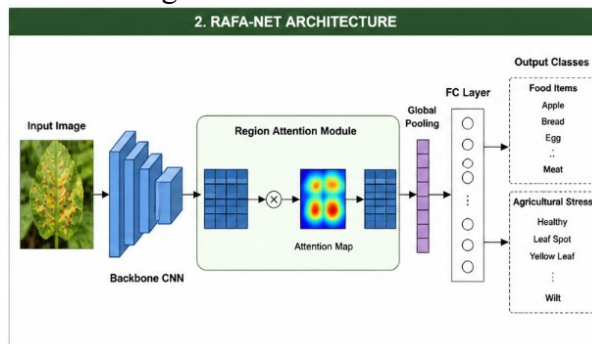 2. RAFA-NET ARCHITECTURE
Input Image
Backbone CNN
Region Attention Module
Attention Map
Global
Pooling
FC Layer
Output Classes
Food Items
Apple
Bread
Egg
Meat
Agricultural Stress
Healthy
Leaf Spot
Yellow Leaf
Wilt